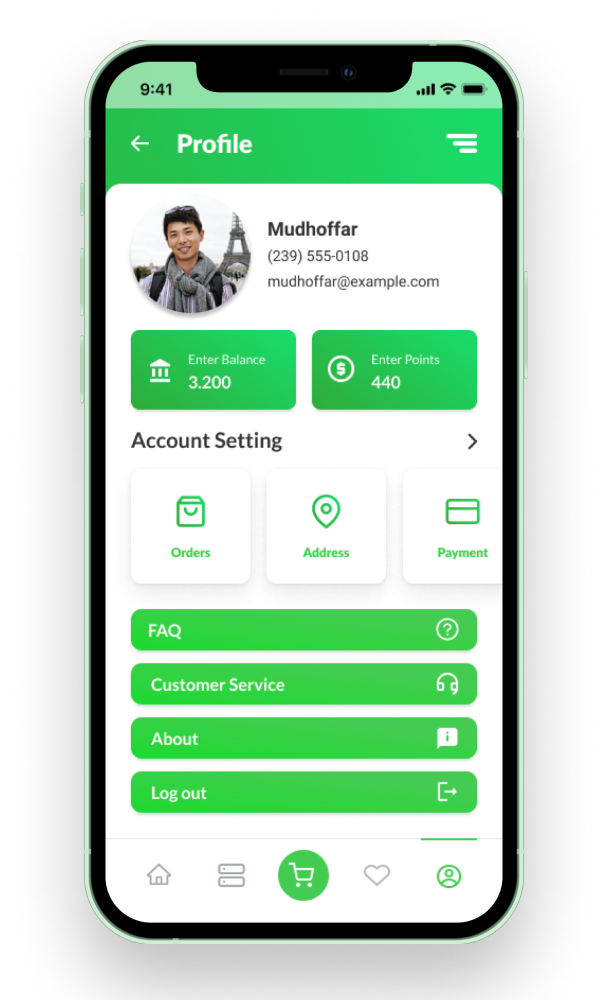 9:41
Profile
Mudhoffar
(239) 555-0108
mudhoffar@example.com
Enter Balance
3.200
Enter Points
440
Account Setting
Orders
Address
Payment
FAQ
Customer Service
About
Log out